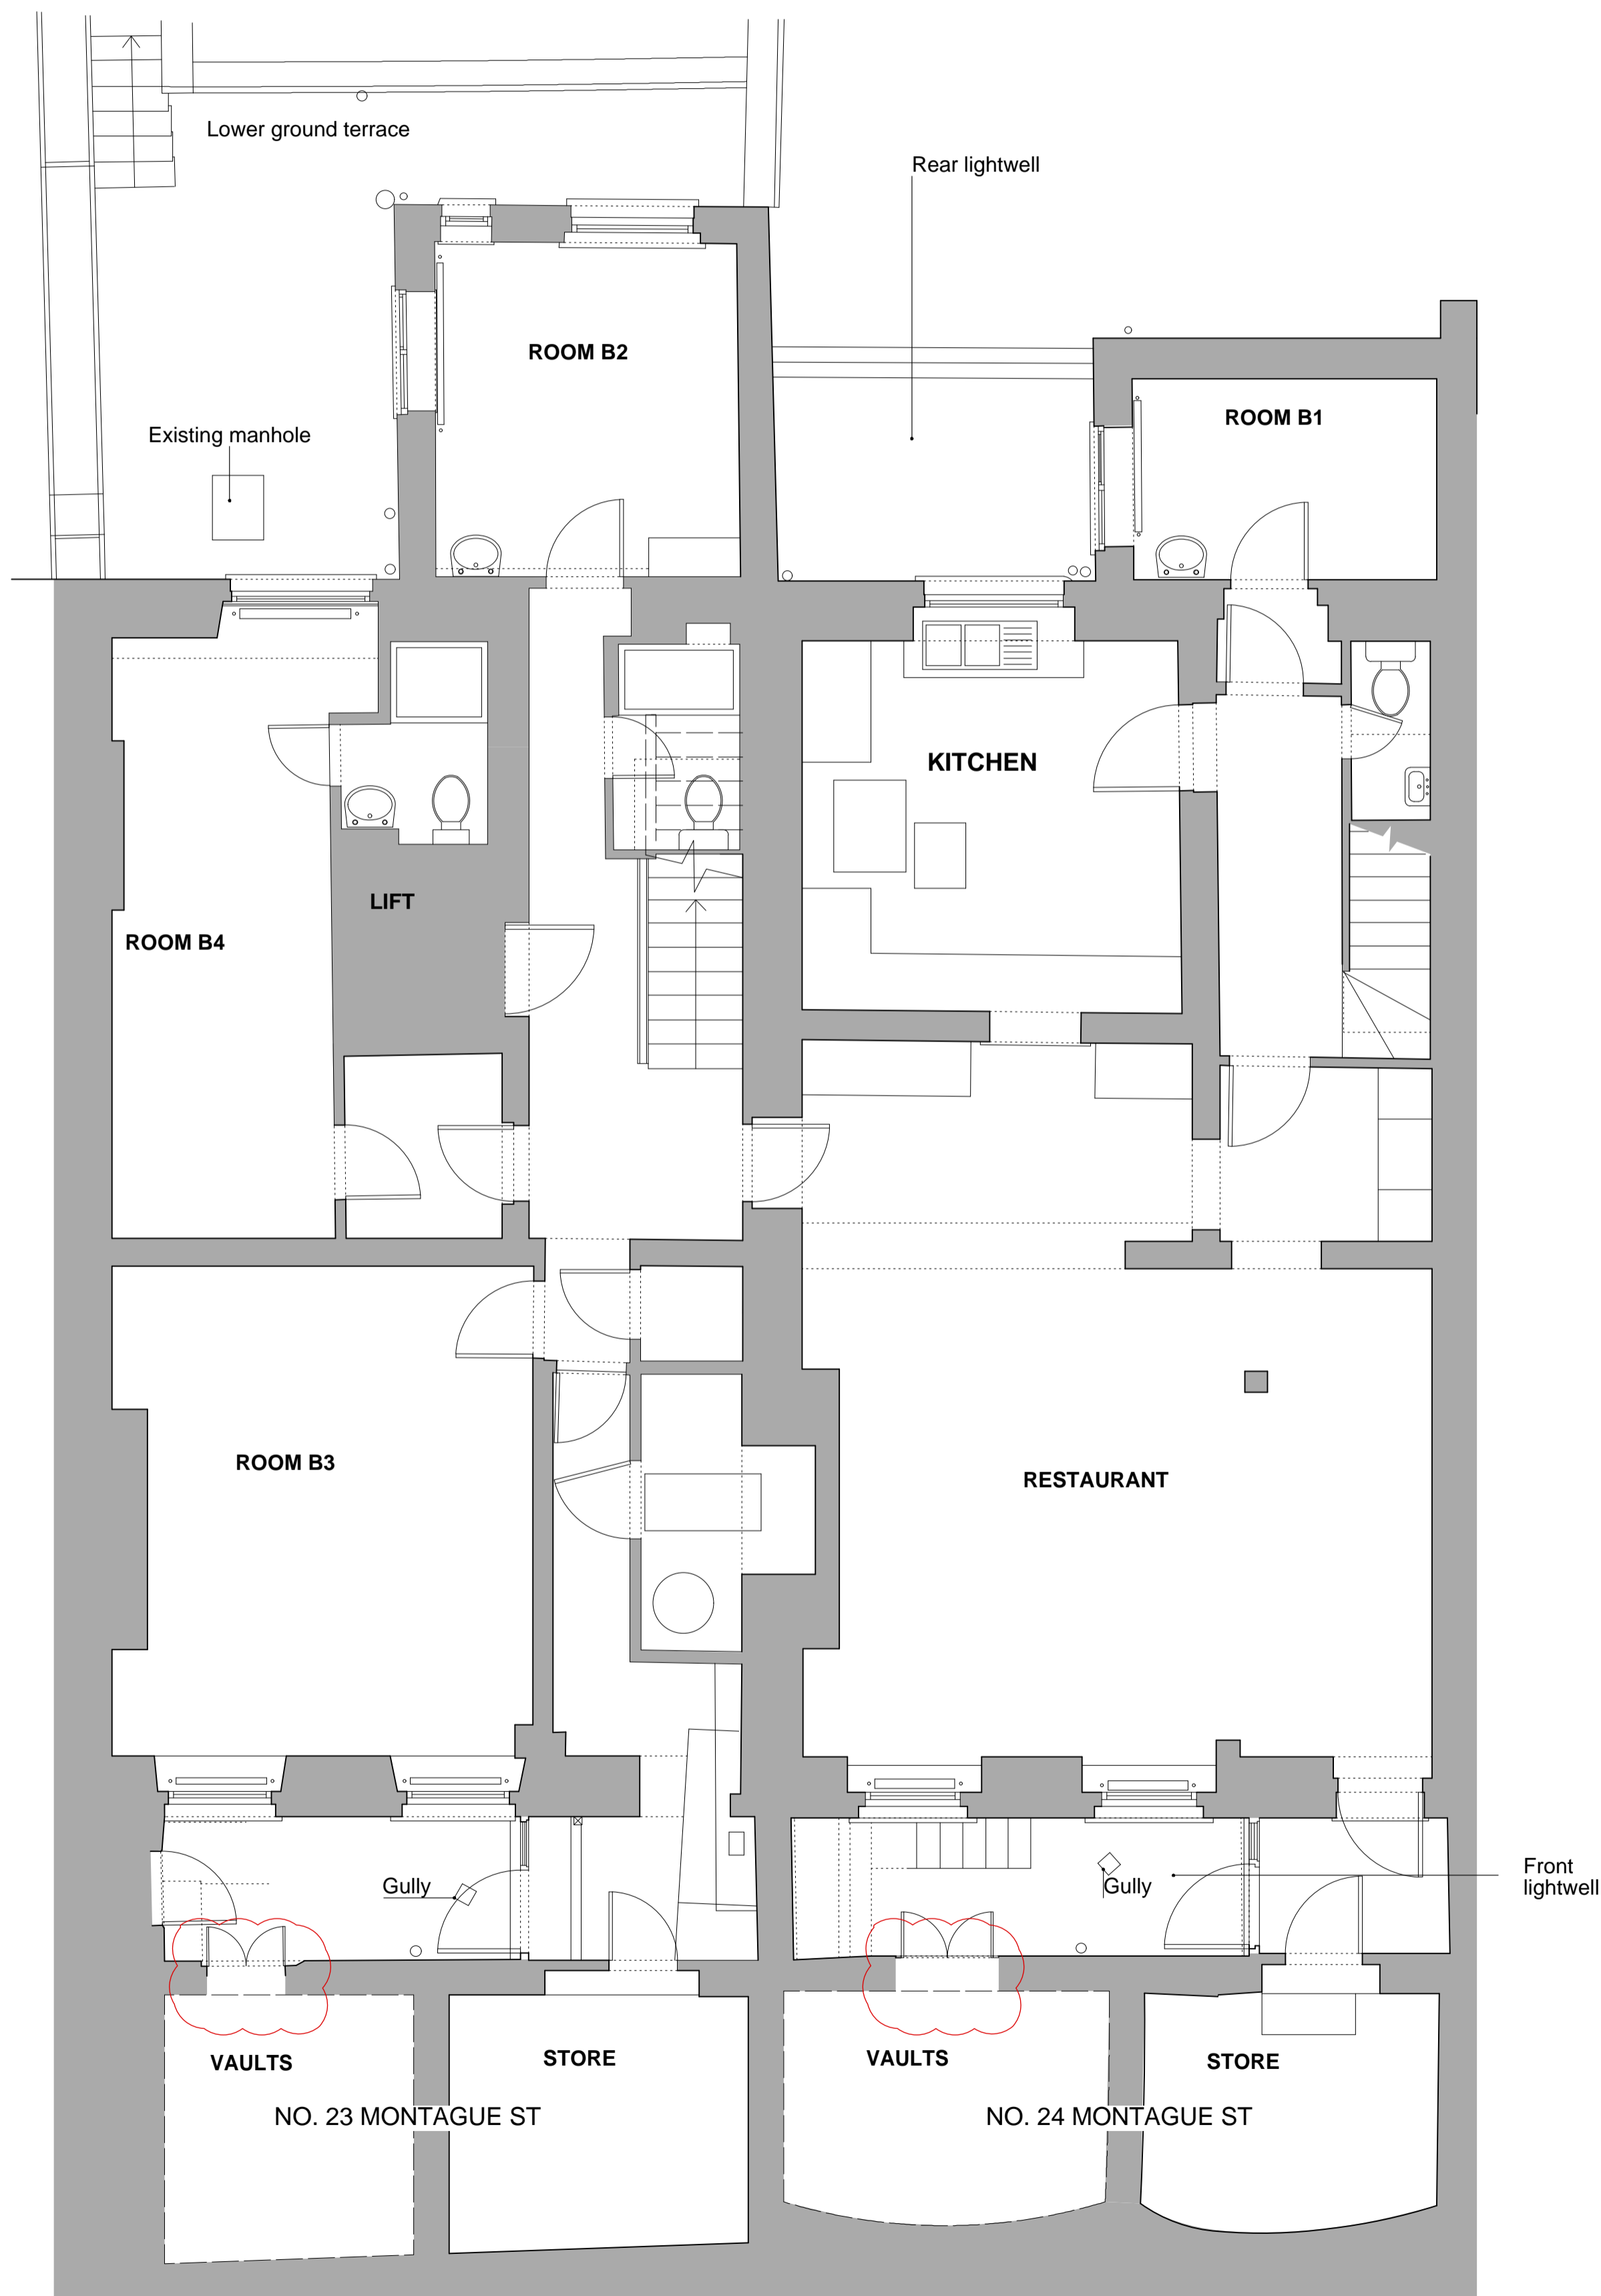 Lower ground terrace
Rear lightwell
ROOM B2
ROOM B1
Existing manhole
KITCHEN
LIFT
ROOM B4
ROOM B3
RESTAURANT
Gully
Gully
Front
lightwell
VAULTS
STORE
VAULTS
STORE
NO. 23 MONTAGUE ST
NO. 24 MONTAGUE ST